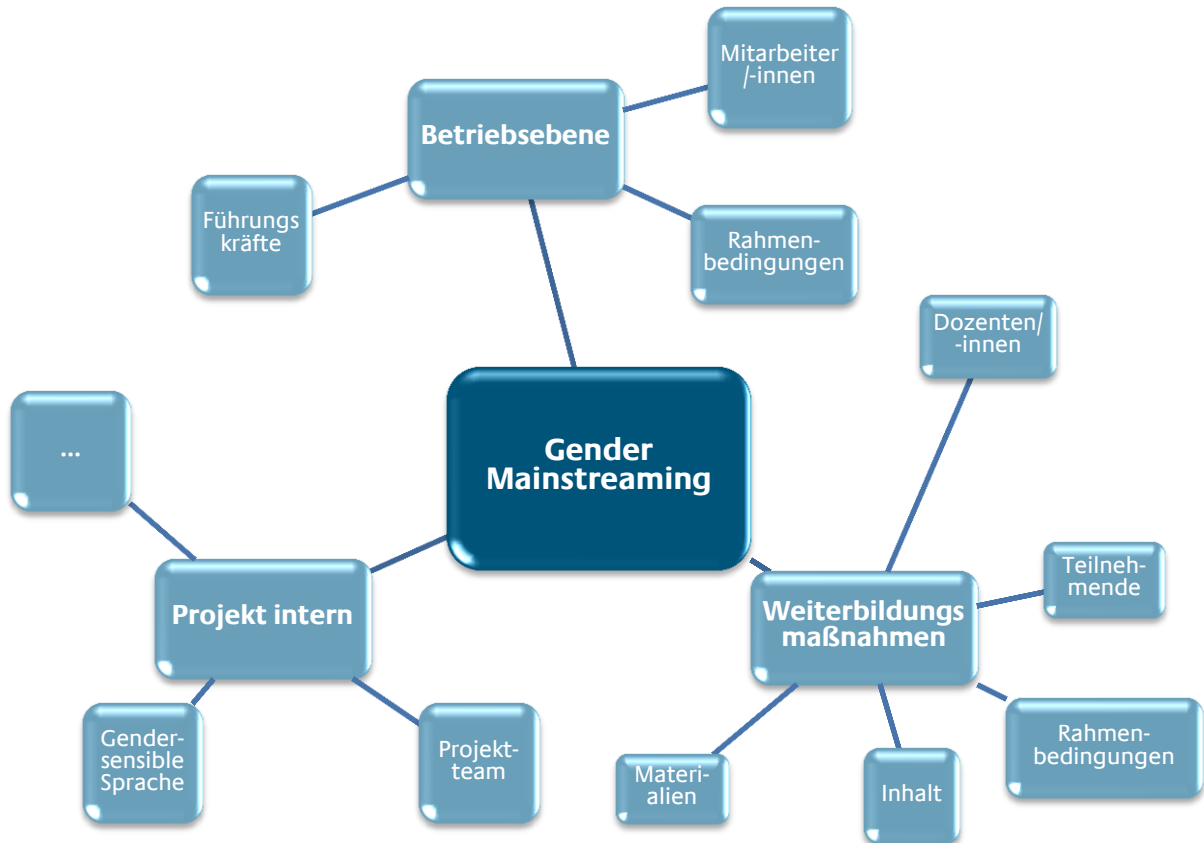 Mitarbeiter
/-innen
Betriebsebene
Führungs
kräfte
Rahmen-
bedingungen
Dozenten/
-innen
...
Gender
Mainstreaming
Teilneh-
mende
Projekt intern
Weiterbildungs
maßnahmen
Gender-
sensible
Sprache
Projekt-
team
Rahmen-
bedingungen
Materi-
alien
Inhalt